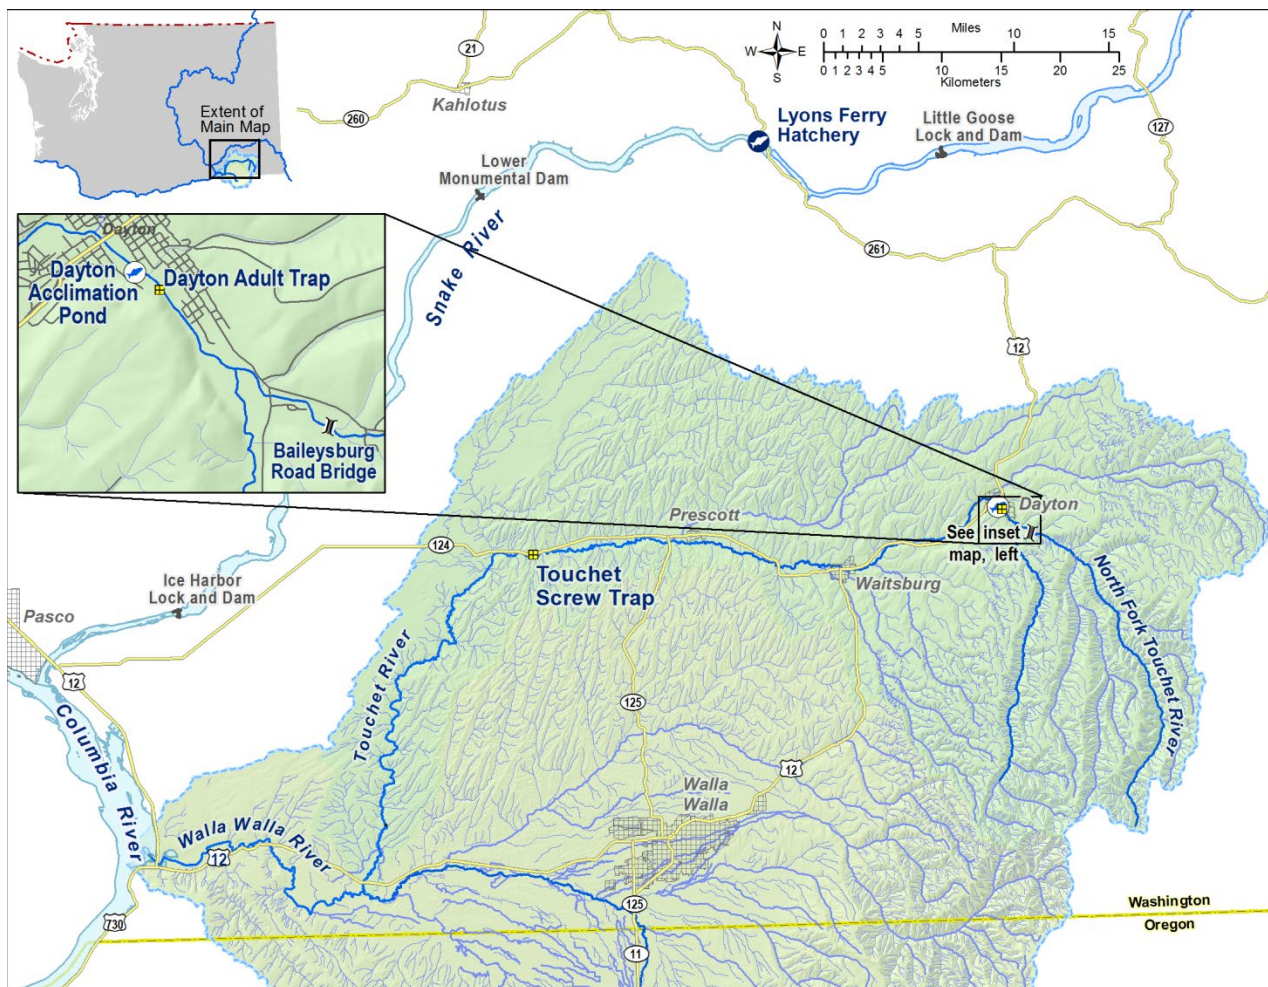 N
W
E
S
0 1 2 3 4 5 Miles 10 15
0 1 2 3 4 5 10 15 20 25
Kilometers
Extent of
Main Map
21
Kahlotus
260
Lyons Ferry
Hatchery
Little Goose
Lock and Dam
127
Lower
Monumental Dam
Snake River
261
Dayton
Dayton
Acclimation
Pond
Dayton Adult Trap
Baileysburg
Road Bridge
12
Prescott
Dayton
See inset
map, left
124
Touchet
Screw Trap
Waitsburg
North Fork Touchet River
Ice Harbor
Lock and Dam
Pasco
12
Touchet River
125
Columbia River
12
Walla
Walla
Walla Walla River
12
125
730
11
Washington
Oregon